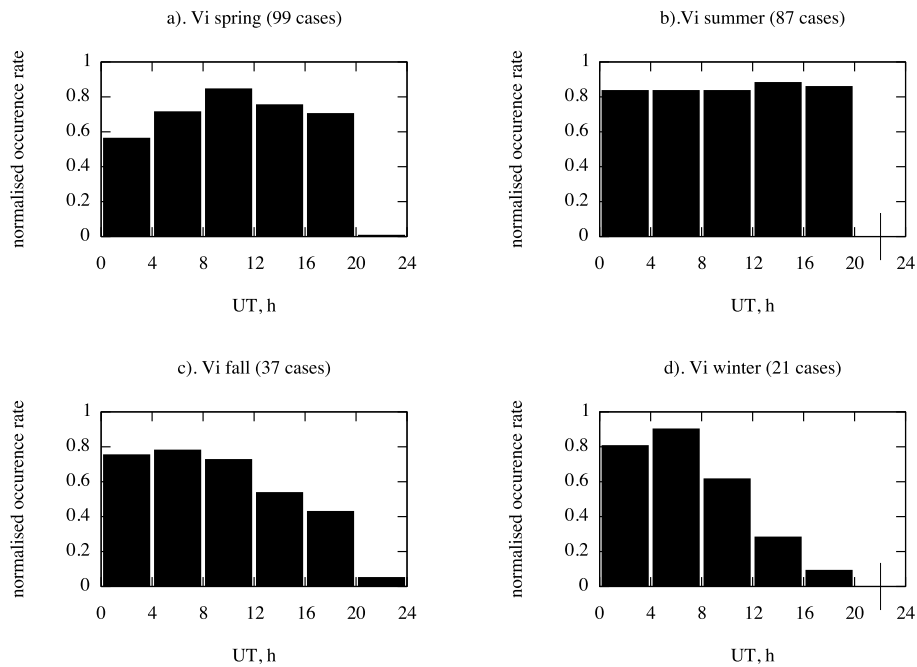 a). Vi spring (99 cases)
normalised occurence rate
1
0.8
0.6
0.4
0.2
0
0 4 8 12 16 20 24
UT, h
b).Vi summer (87 cases)
normalised occurence rate
1
0.8
0.6
0.4
0.2
0
0 4 8 12 16 20 24
UT, h
c). Vi fall (37 cases)
normalised occurence rate
1
0.8
0.6
0.4
0.2
0
0 4 8 12 16 20 24
UT, h
d). Vi winter (21 cases)
normalised occurence rate
1
0.8
0.6
0.4
0.2
0
0 4 8 12 16 20 24
UT, h